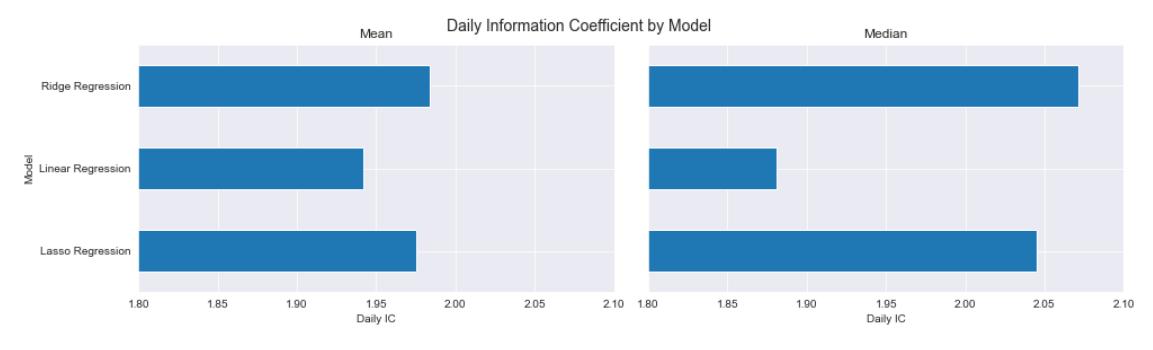 Daily Information Coefficient by Model
Mean
Median
Model
Ridge Regression
Linear Regression
Lasso Regression
1.80 1.85 1.90 1.95 2.00 2.05 2.10
1.80 1.85 1.90 1.95 2.00 2.05 2.10
Daily IC
Daily IC